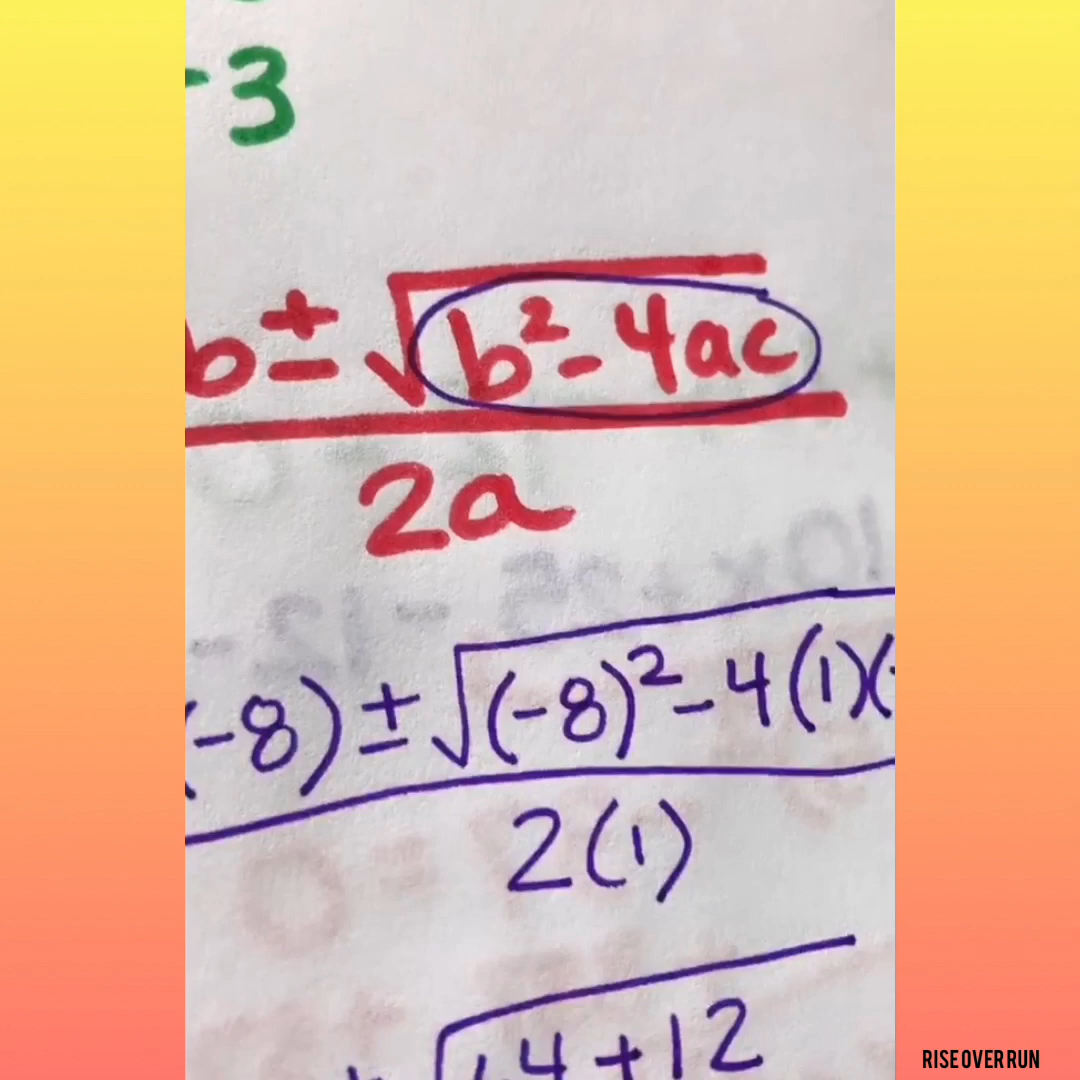 -3
b ± √b² - 4ac
2a
(-8) ± √(-8)² - 4(1)(-
2(1)
4 + 12
RISE OVER RUN